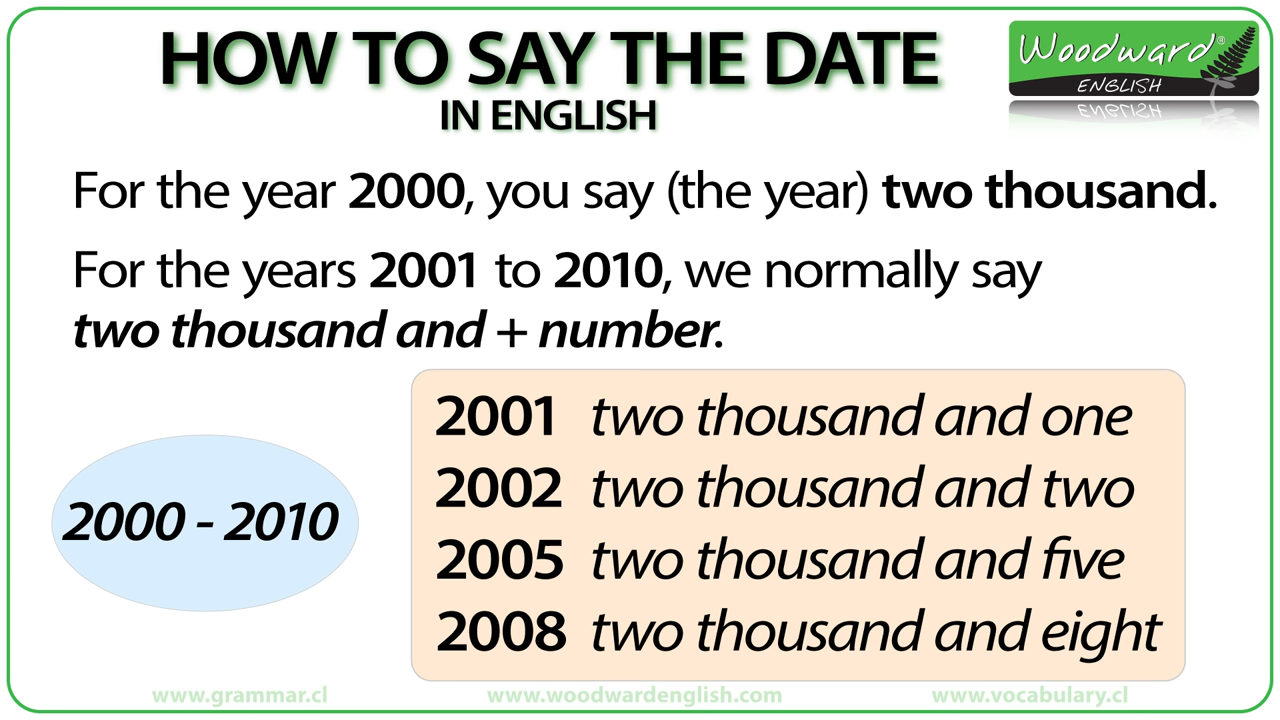 HOW TO SAY THE DATE
IN ENGLISH
Woodward®
ENGLISH
For the year 2000, you say (the year) two thousand.
For the years 2001 to 2010, we normally say
two thousand and + number.
2000 - 2010
2001 two thousand and one
2002 two thousand and two
2005 two thousand and five
2008 two thousand and eight
www.grammar.cl www.woodwardenglish.com www.vocabulary.cl